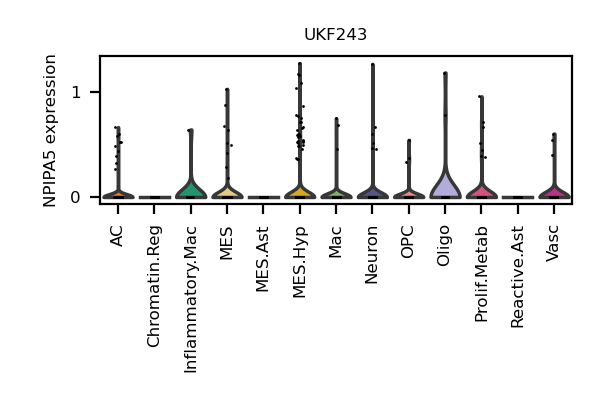 UKF243
NPIPA5 expression
1
0
AC
Chromatin.Reg
Inflammatory.Mac
MES
MES.Ast
MES.Hyp
Mac
Neuron
OPC
Oligo
Prolif.Metab
Reactive.Ast
Vasc